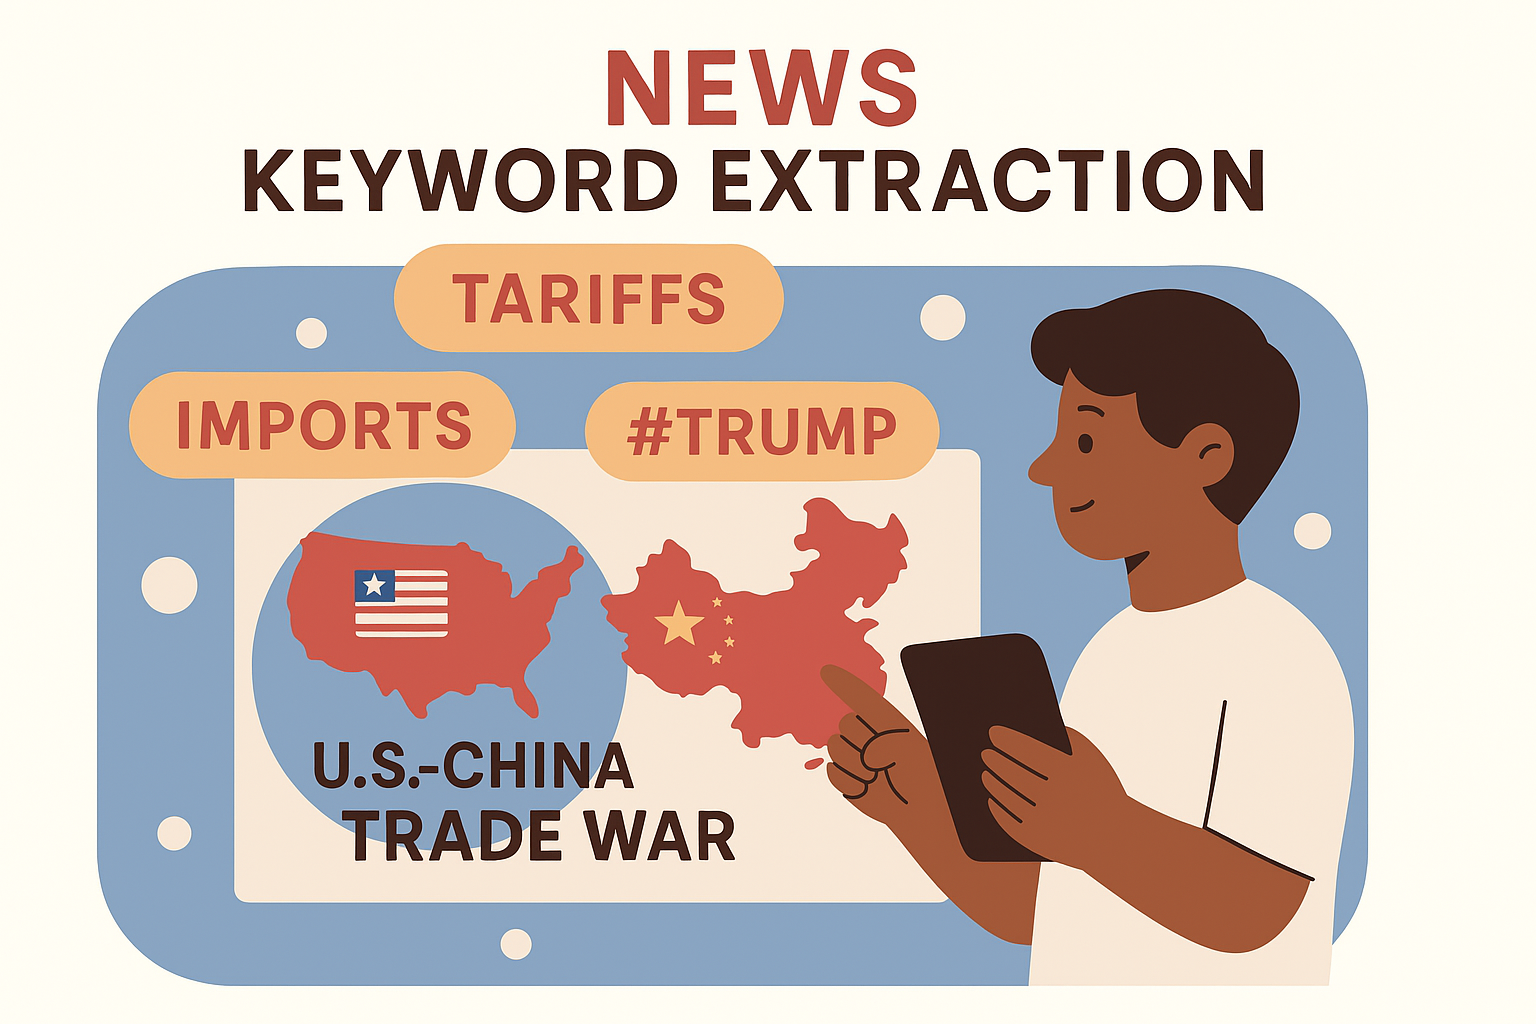 NEWS
KEYWORD EXTRACTION
TARIFFS
IMPORTS
#TRUMP
U.S.-CHINA
TRADE WAR